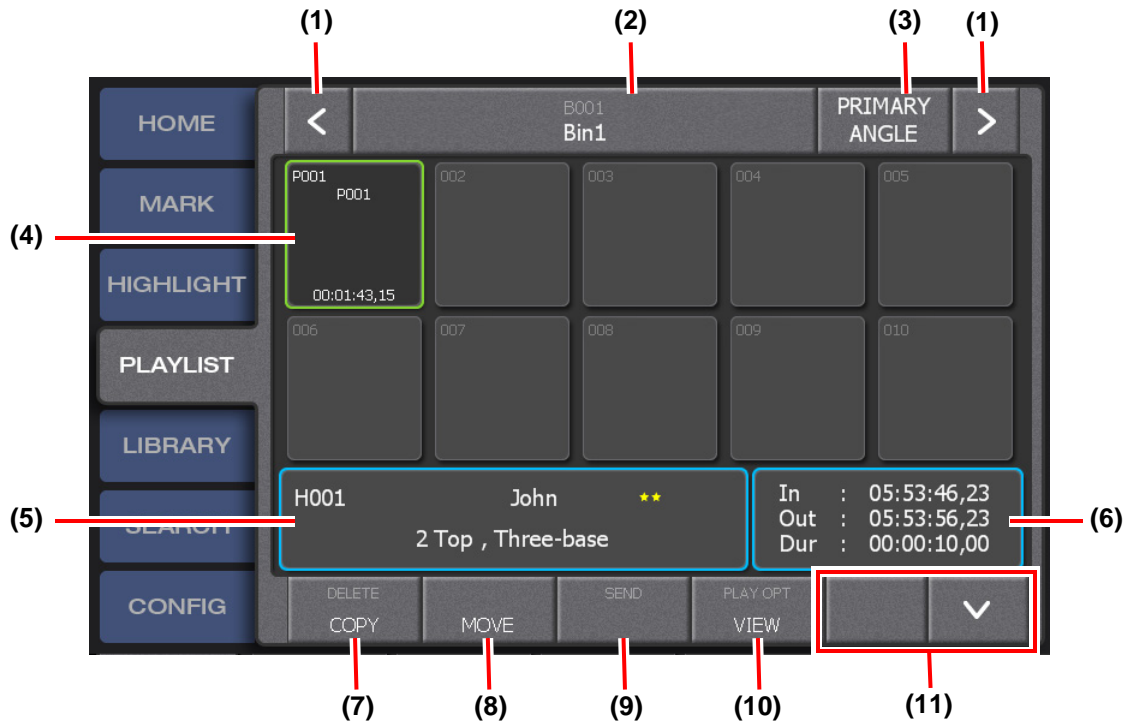 (1)
(2)
(3)
(1)
HOME
MARK
HIGHLIGHT
PLAYLIST
LIBRARY
SEARCH
CONFIG
<
B001
Bin1
PRIMARY
ANGLE
>
P001
P001
00:01:43,15
002
003
004
005
006
007
008
009
010
(4)
(5)
H001 John ★★
2 Top , Three-base
In : 05:53:46,23
Out : 05:53:56,23
Dur : 00:00:10,00
(6)
DELETE
COPY
MOVE
SEND
PLAY OPT
VIEW
(7)
(8)
(9)
(10)
(11)